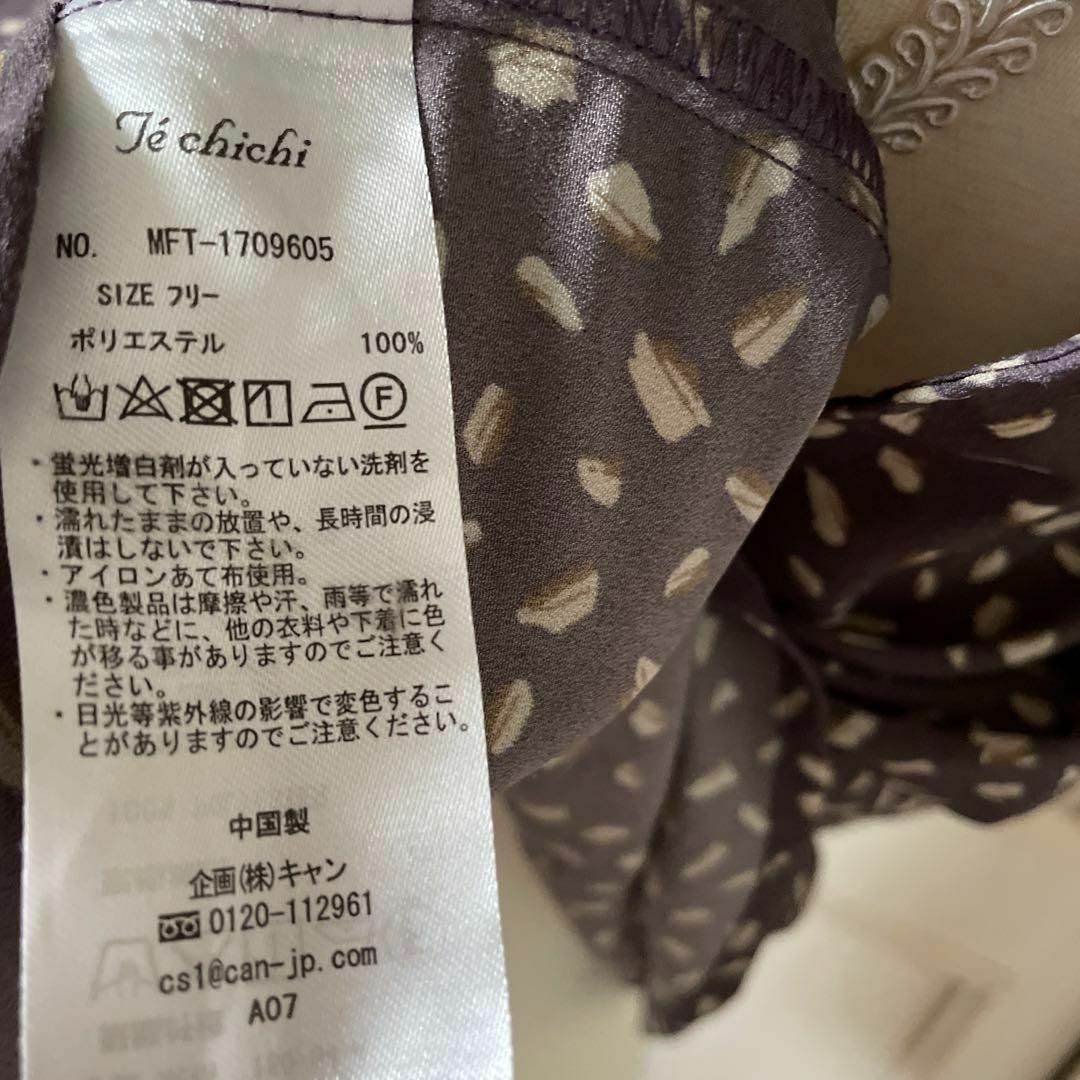 Té chichi
NO. MFT-1709605
SIZE フリー
ポリエステル 100%
F
・蛍光増白剤が入っていない洗剤を
使用して下さい。
・濡れたままの放置や、長時間の浸
漬はしないで下さい。
・アイロンあて布使用。
・濃色製品は摩擦や汗、雨等で濡れ
た時などに、他の衣料や下着に色
が移る事がありますのでご注意く
ださい。
・日光等紫外線の影響で変色するこ
とがありますのでご注意ください。
中国製
企画(株)キャン
0120-112961
cs1@can-jp.com
A07